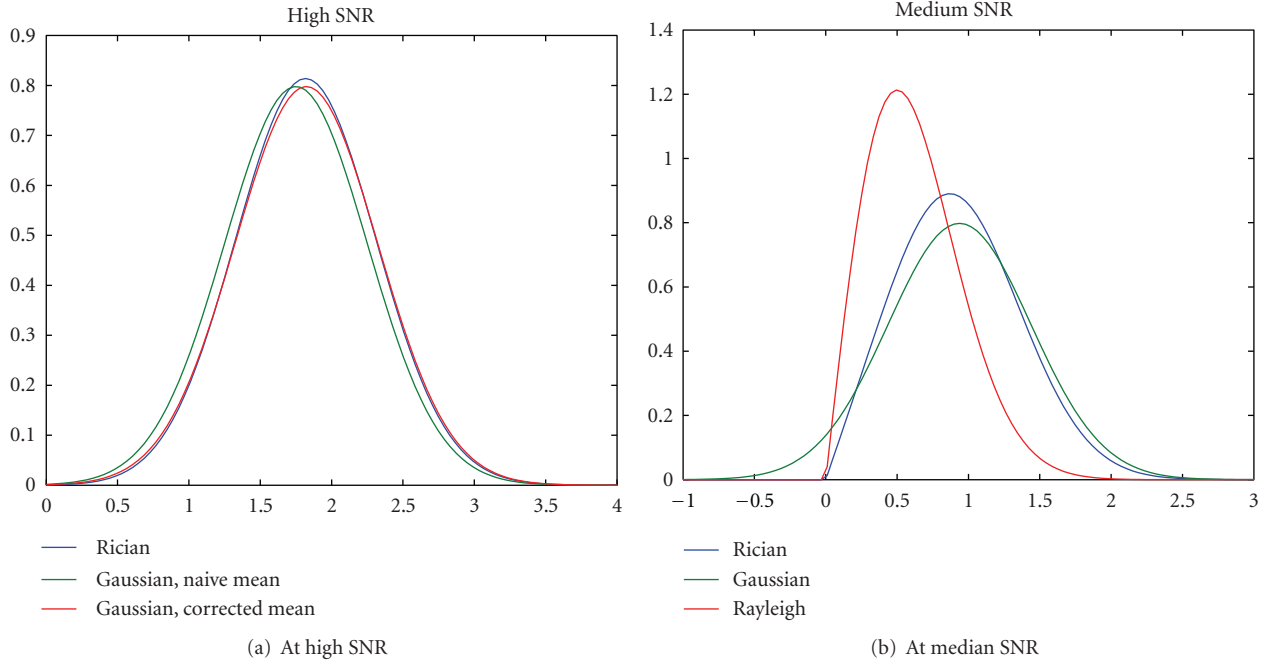 High SNR
0.9
0.8
0.7
0.6
0.5
0.4
0.3
0.2
0.1
0
0 0.5 1 1.5 2 2.5 3 3.5 4
Rician
Gaussian, naive mean
Gaussian, corrected mean
(a) At high SNR
Medium SNR
1.4
1.2
1
0.8
0.6
0.4
0.2
0
−1 −0.5 0 0.5 1 1.5 2 2.5 3
Rician
Gaussian
Rayleigh
(b) At median SNR